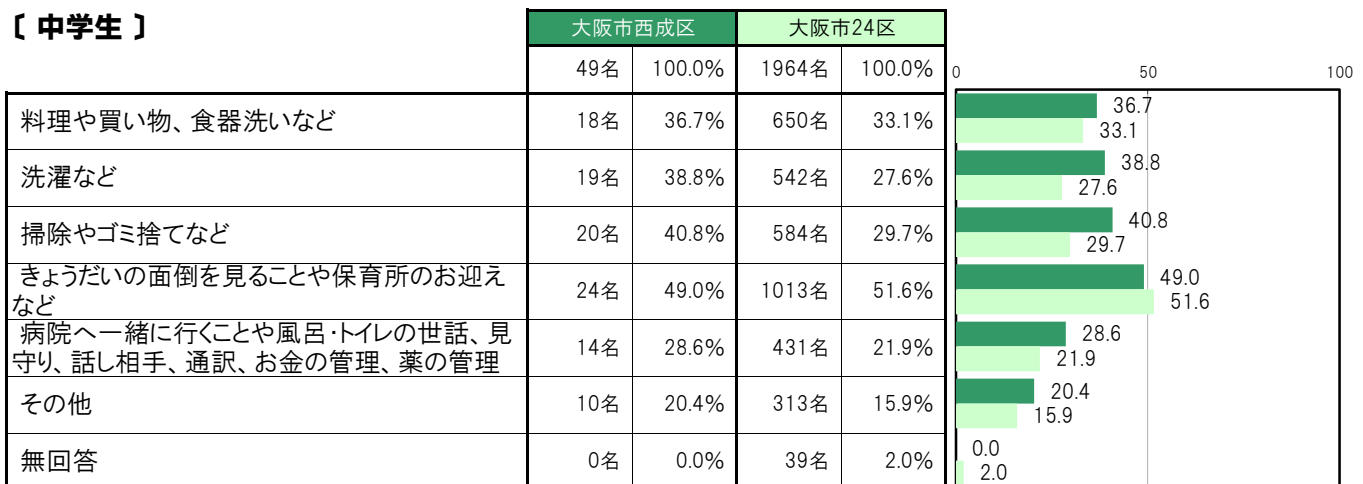 〔 中学生 〕
大阪市西成区 大阪市24区
49名 100.0% 1964名 100.0%
0 50 100
料理や買い物、食器洗いなど 18名 36.7% 650名 33.1%
36.7
33.1
洗濯など 19名 38.8% 542名 27.6%
38.8
27.6
掃除やゴミ捨てなど 20名 40.8% 584名 29.7%
40.8
29.7
きょうだいの面倒を見ることや保育所のお迎え
など
24名 49.0% 1013名 51.6%
49.0
51.6
病院へ一緒に行くことや風呂・トイレの世話、見
守り、話し相手、通訳、お金の管理、薬の管理
14名 28.6% 431名 21.9%
28.6
21.9
その他 10名 20.4% 313名 15.9%
20.4
15.9
無回答 0名 0.0% 39名 2.0%
0.0
2.0